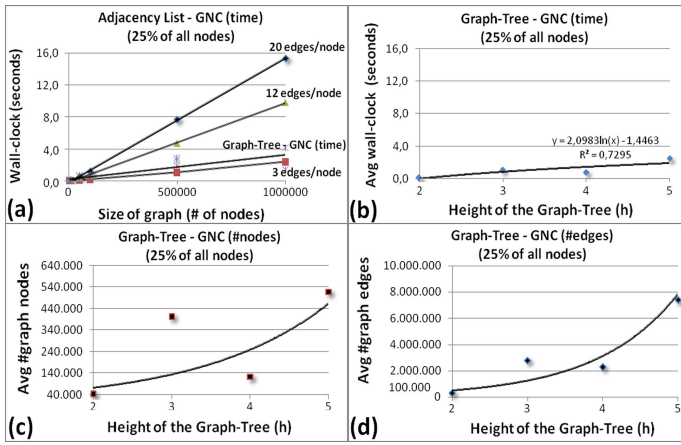 Adjacency List - GNC (time)
(25% of all nodes)
Wall-clock (seconds)
16,0
12,0
8,0
4,0
0,0
20 edges/node
12 edges/node
Graph-Tree - GNC (time)
3 edges/node
0
500000
1000000
Size of graph (# of nodes)
(a)
Graph-Tree - GNC (time)
(25% of all nodes)
Avg wall-clock (seconds)
16,0
12,0
8,0
4,0
0,0
y = 2,0983ln(x) - 1,4463
R² = 0,7295
2
3
4
5
Height of the Graph-Tree (h)
(b)
Graph-Tree - GNC (#nodes)
(25% of all nodes)
Avg #graph nodes
640.000
540.000
440.000
340.000
240.000
140.000
40.000
2
3
4
5
Height of the Graph-Tree (h)
(c)
Graph-Tree - GNC (#edges)
(25% of all nodes)
Avg #graph edges
10.000.000
8.000.000
6.000.000
4.000.000
2.000.000
100.000
2
3
4
5
Height of the Graph-Tree (h)
(d)